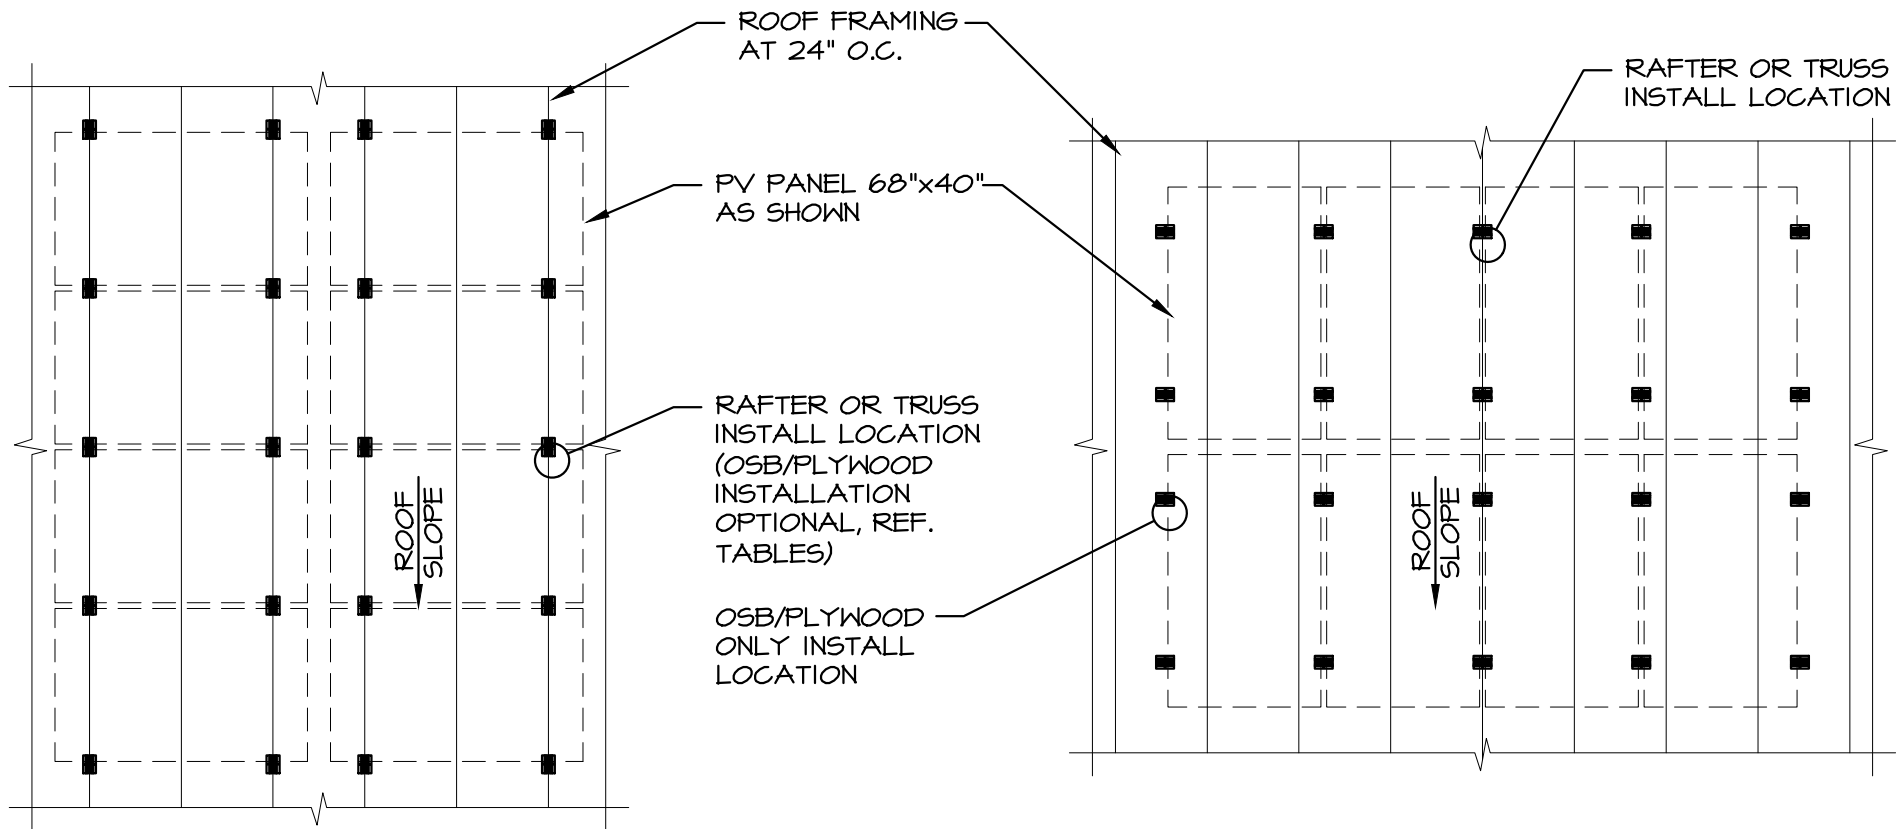 ROOF FRAMING
AT 24" O.C.
RAFTER OR TRUSS
INSTALL LOCATION
PV PANEL 68"x40"
AS SHOWN
RAFTER OR TRUSS
INSTALL LOCATION
(OSB/PLYWOOD
INSTALLATION
OPTIONAL, REF.
TABLES)
ROOF
SLOPE
ROOF
SLOPE
OSB/PLYWOOD
ONLY INSTALL
LOCATION